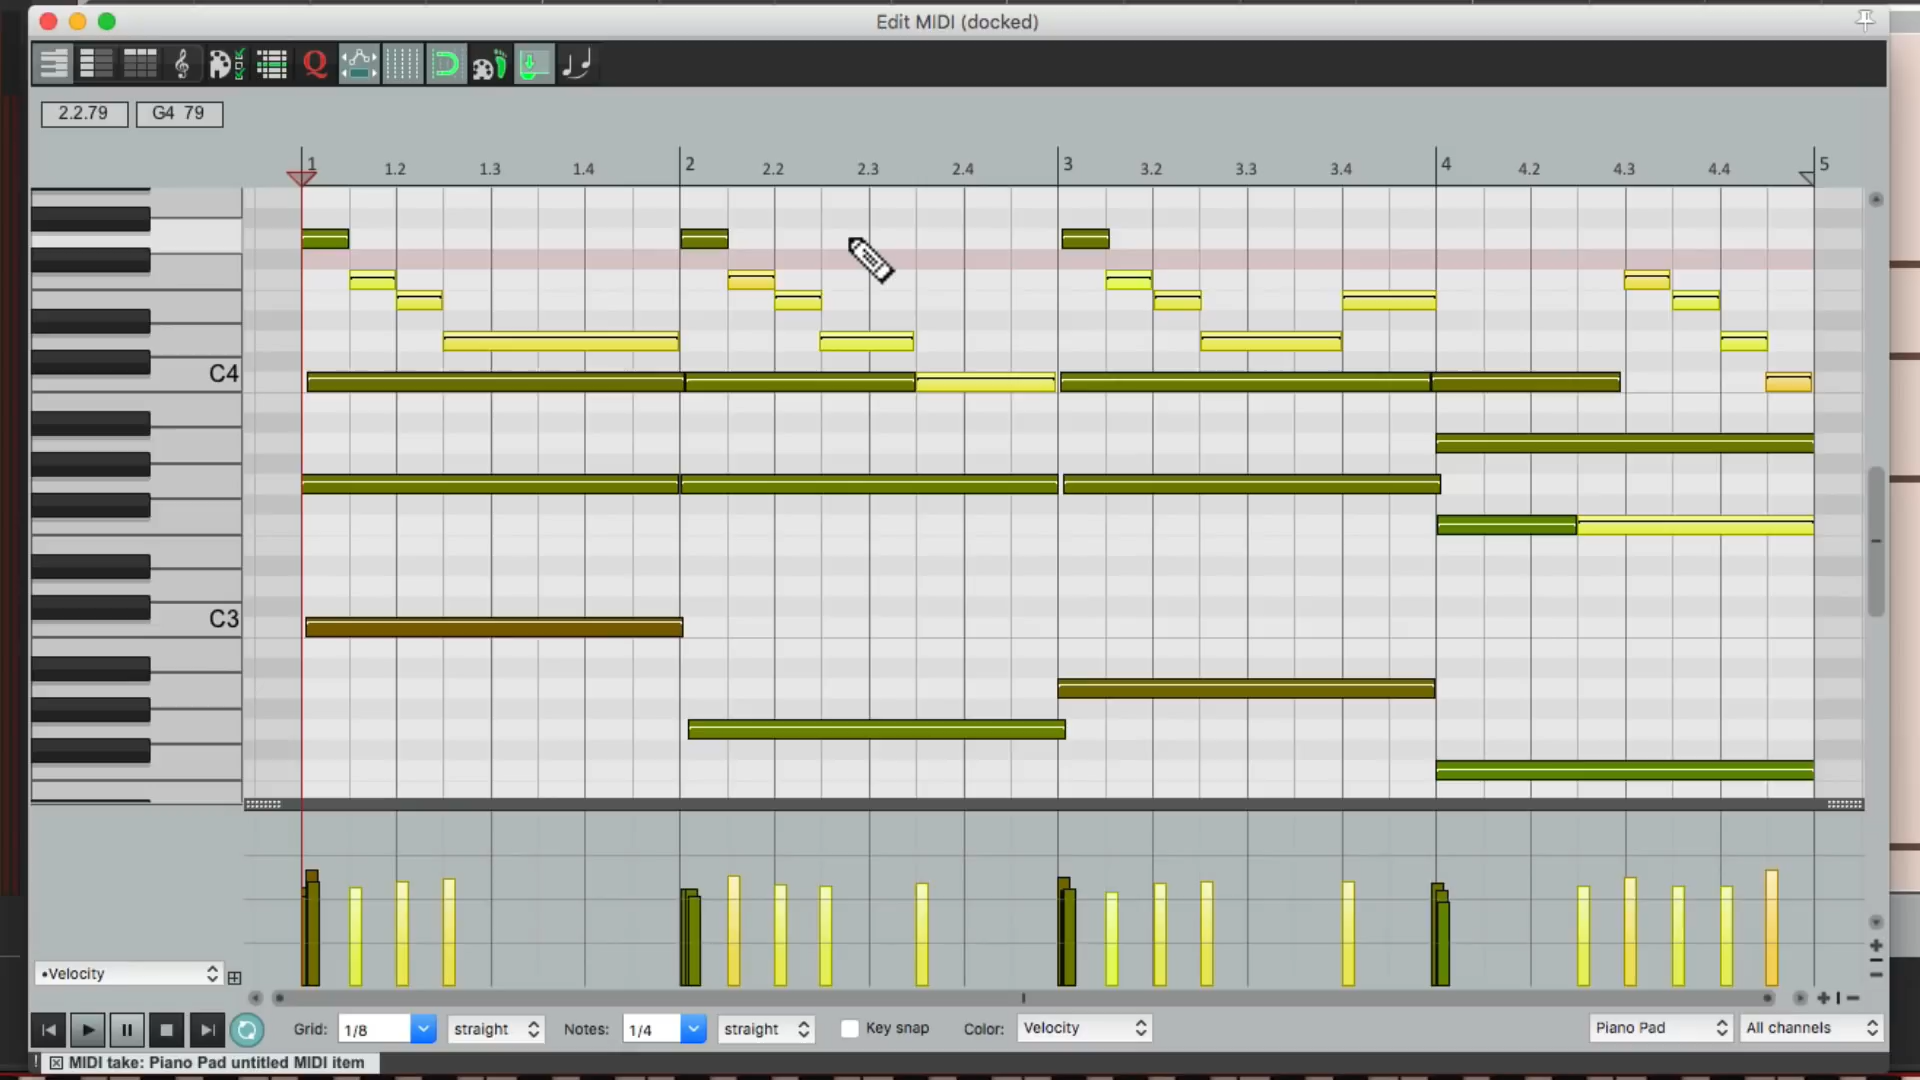 Edit MIDI (docked)
Q
2.2.79 G4 79
1 1.2 1.3 1.4 2 2.2 2.3 2.4 3 3.2 3.3 3.4 4 4.2 4.3 4.4 5
C4
C3
•Velocity
Grid: 1/8 straight Notes: 1/4 straight Key snap Color: Velocity Piano Pad All channels
MIDI take: Piano Pad untitled MIDI item